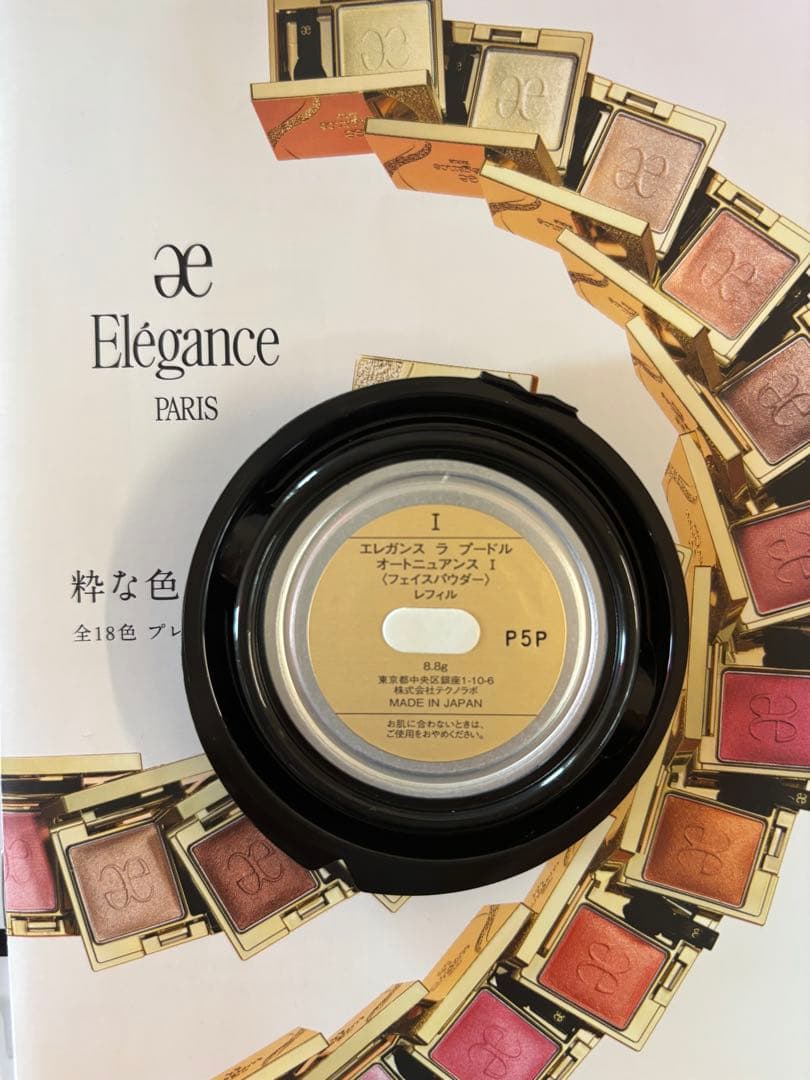 æ
Elégance
PARIS
粋な色
全18色 プレ
I
エレガンス ラ プードル
オートニュアンス I
〈フェイスパウダー〉
レフィル
P5P
8.8g
東京都中央区銀座1-10-6
株式会社テクノラボ
MADE IN JAPAN
お肌に合わないときは、
ご使用をおやめください。